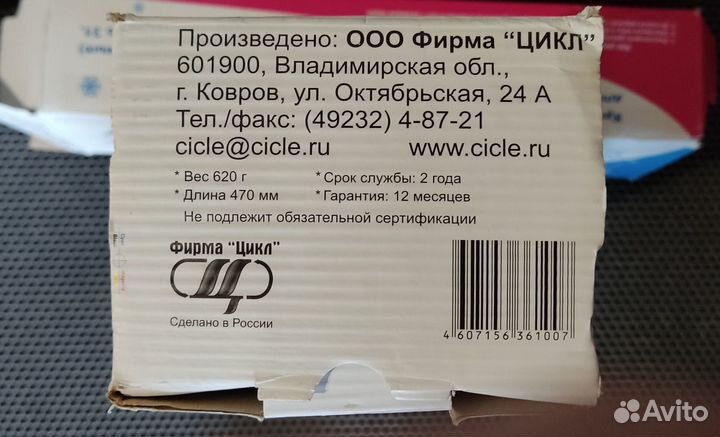 Произведено: ООО Фирма “ЦИКЛ”
601900, Владимирская обл.,
г. Ковров, ул. Октябрьская, 24 А
Тел./факс: (49232) 4-87-21
cicle@cicle.ru www.cicle.ru
* Вес 620 г * Срок службы: 2 года
* Длина 470 мм * Гарантия: 12 месяцев
Не подлежит обязательной сертификации
Фирма “Цикл”
Сделано в России
4 607156 361007
Avito